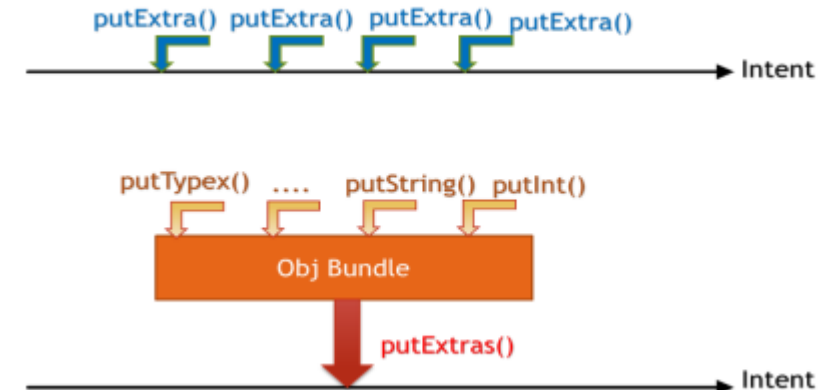 putExtra() putExtra() putExtra() putExtra()
Intent
putTypex() .... putString() putInt()
Obj Bundle
putExtras()
Intent